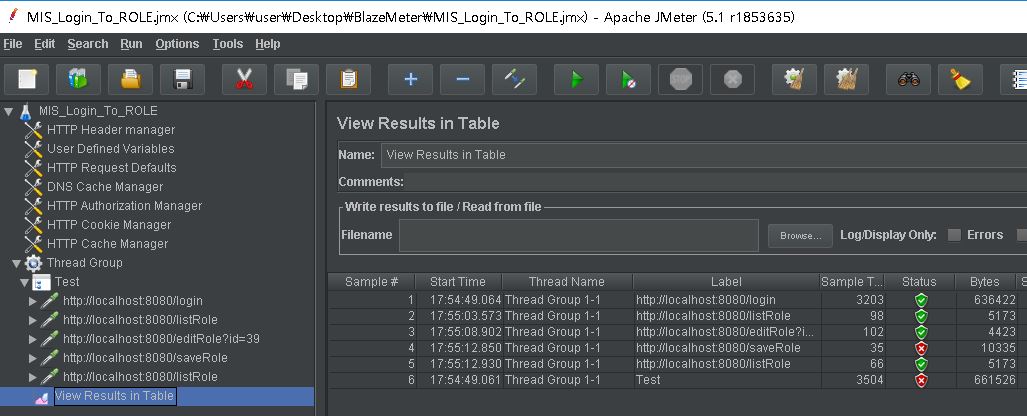 MIS_Login_To_ROLE.jmx (C:₩Users₩user₩Desktop₩BlazeMeter₩MIS_Login_To_ROLE.jmx) - Apache JMeter (5.1 r1853635)
File Edit Search Run Options Tools Help
STOP
MIS_Login_To_ROLE
HTTP Header manager
User Defined Variables
HTTP Request Defaults
DNS Cache Manager
HTTP Authorization Manager
HTTP Cookie Manager
HTTP Cache Manager
Thread Group
Test
http://localhost:8080/login
http://localhost:8080/listRole
http://localhost:8080/editRole?id=39
http://localhost:8080/saveRole
http://localhost:8080/listRole
View Results in Table
View Results in Table
Name: View Results in Table
Comments:
Write results to file / Read from file
Filename Browse... Log/Display Only: Errors
Sample # Start Time Thread Name Label Sample T... Status Bytes S
1 17:54:49.064 Thread Group 1-1 http://localhost:8080/login 3203 636422
2 17:55:03.573 Thread Group 1-1 http://localhost:8080/listRole 98 5173
3 17:55:08.902 Thread Group 1-1 http://localhost:8080/editRole?i... 102 4423
4 17:55:12.850 Thread Group 1-1 http://localhost:8080/saveRole 35 10335
5 17:55:12.930 Thread Group 1-1 http://localhost:8080/listRole 66 5173
6 17:54:49.061 Thread Group 1-1 Test 3504 661526